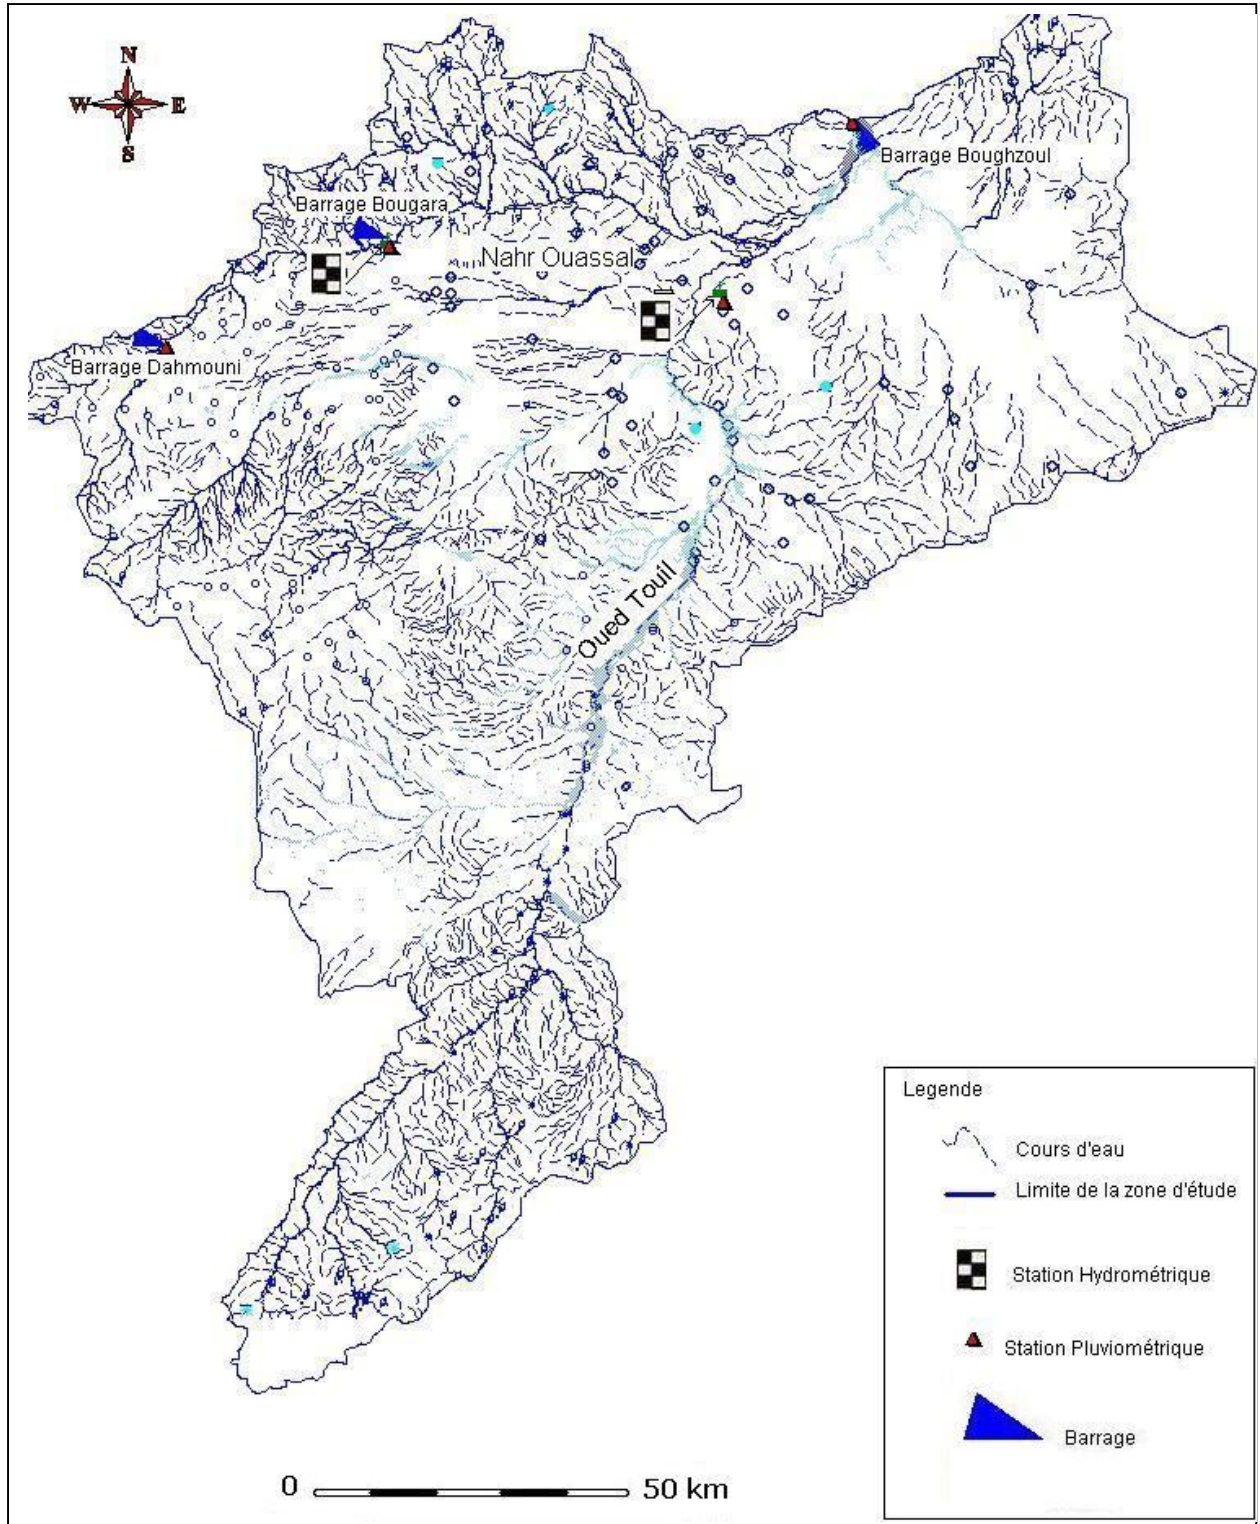 N
W E
S
Barrage Boughzoul
Barrage Bougara
Nahr Ouassal
Barrage Dahmouni
Oued Touill
Legende
Cours d'eau
Limite de la zone d'étude
Station Hydrométrique
Station Pluviométrique
Barrage
0 50 km